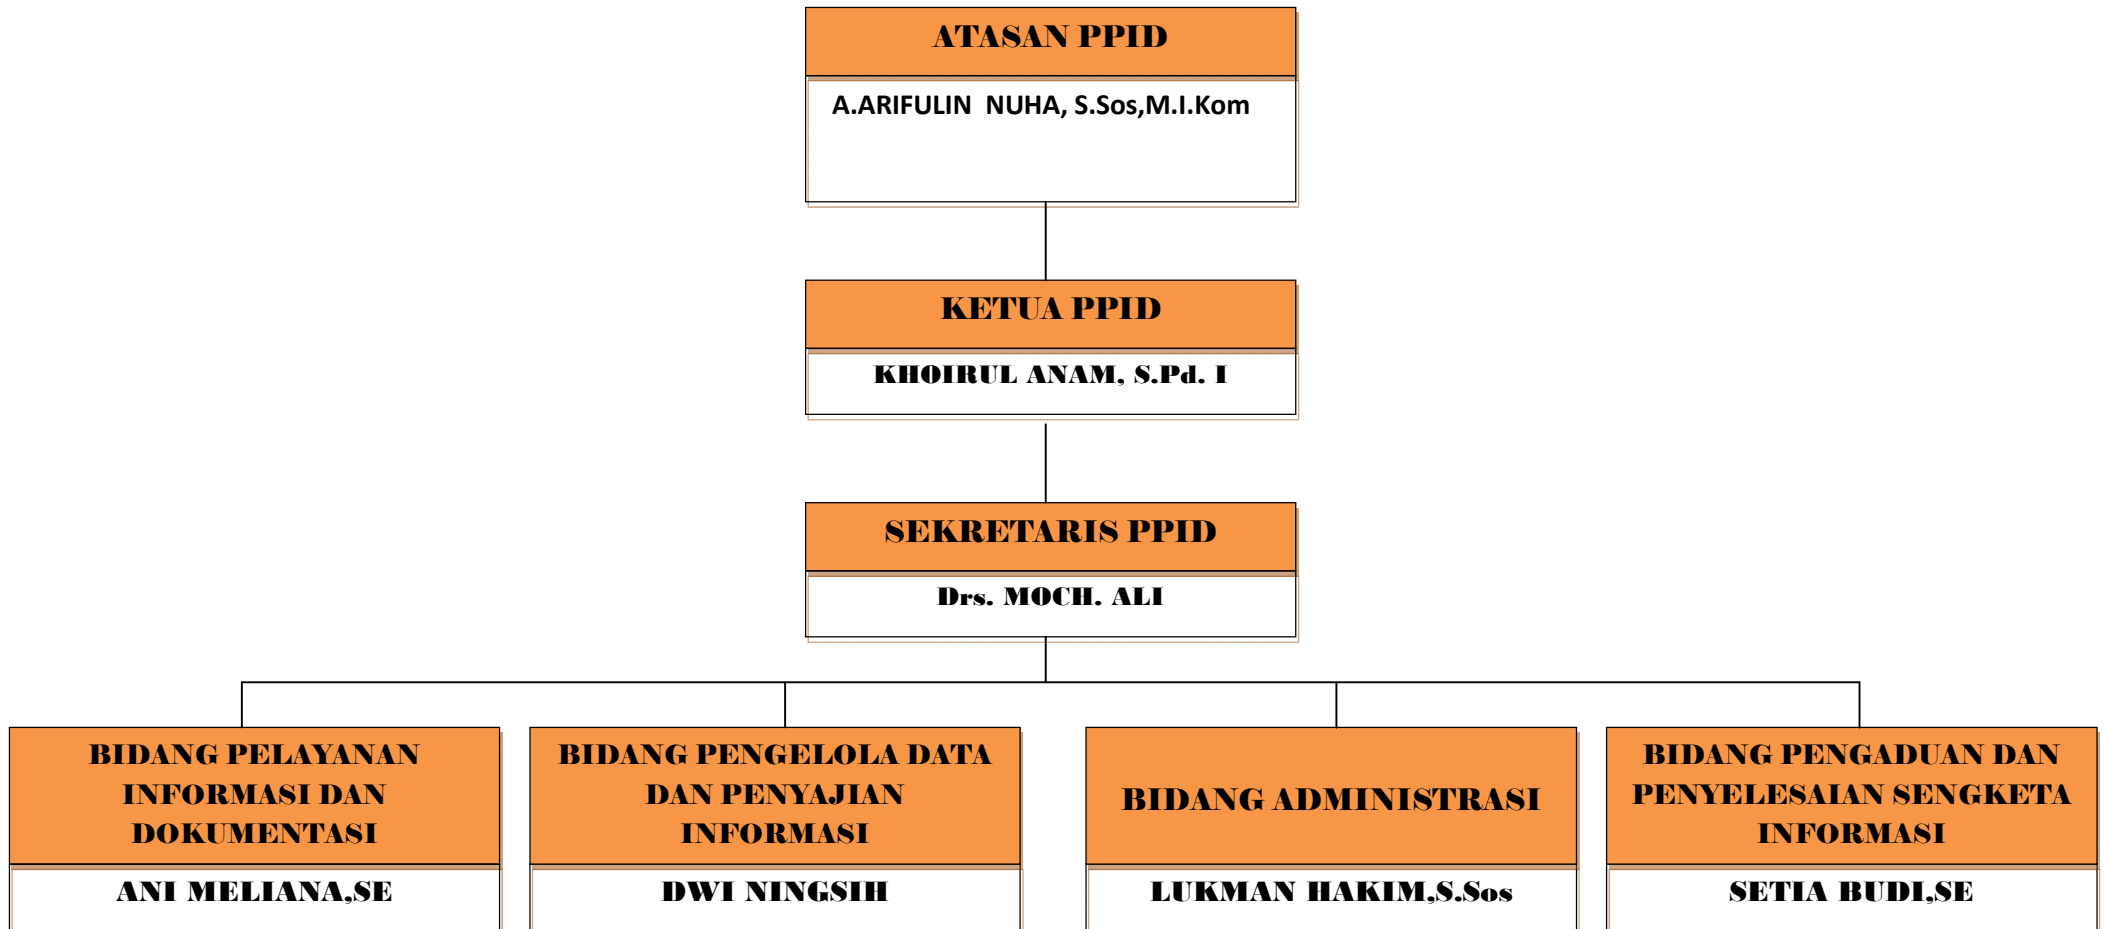 ATASAN PPID
A.ARIFULIN  NUHA, S.Sos,M.I.Kom
KETUA PPID
KHOIRUL ANAM, S.Pd. I
SEKRETARIS PPID
Drs. MOCH. ALI
BIDANG PELAYANAN
INFORMASI DAN
DOKUMENTASI
ANI MELIANA,SE
BIDANG PENGELOLA DATA
DAN PENYAJIAN
INFORMASI
DWI NINGSIH
BIDANG ADMINISTRASI
LUKMAN HAKIM,S.Sos
BIDANG PENGADUAN DAN
PENYELESAIAN SENGKETA
INFORMASI
SETIA BUDI,SE